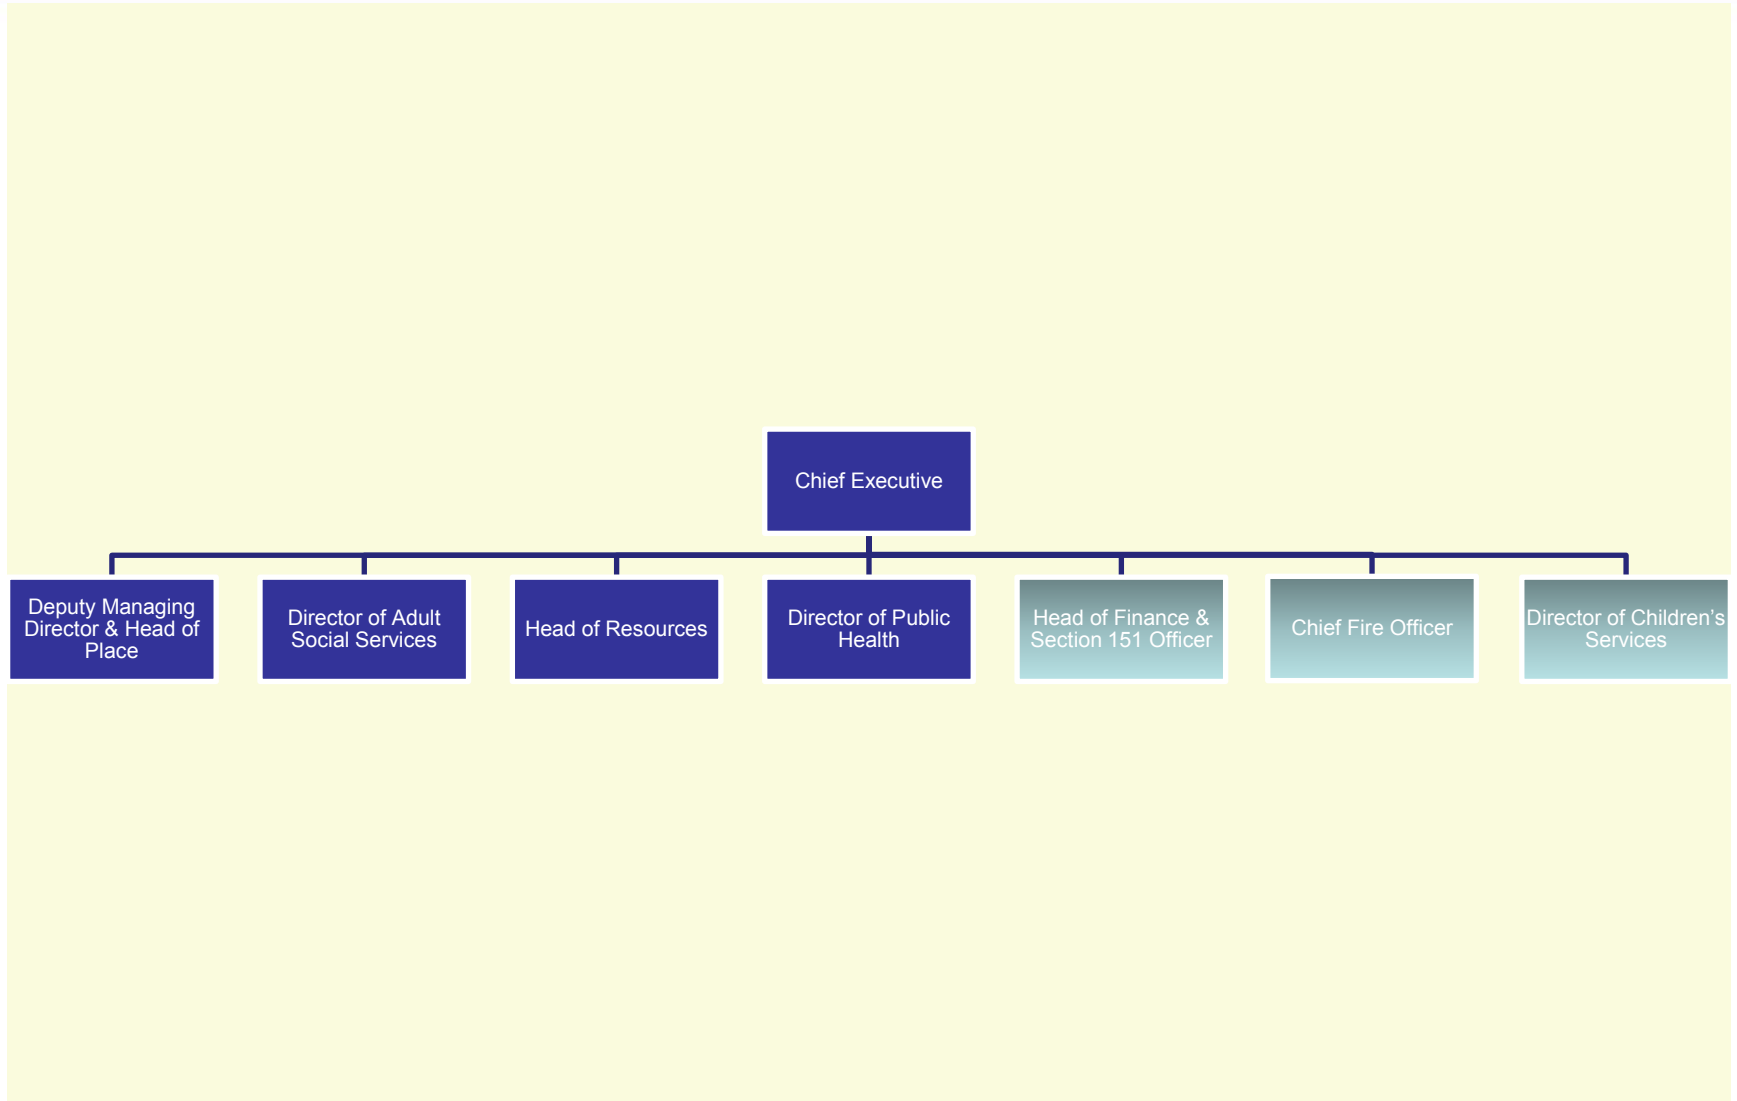 Chief Executive
Deputy Managing
Director & Head of
Place
Director of Adult
Social Services
Head of Resources
Director of Public
Health
Head of Finance &
Section 151 Officer
Chief Fire Officer
Director of Children’s
Services